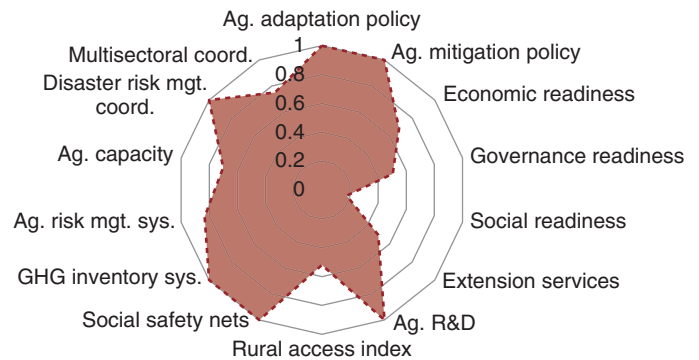 Ag. adaptation policy
Multisectoral coord.
1
Ag. mitigation policy
Disaster risk mgt.
coord.
0.8
Economic readiness
0.6
0.4
Ag. capacity
0.2
Governance readiness
0
Ag. risk mgt. sys.
Social readiness
GHG inventory sys.
Extension services
Social safety nets
Ag. R&D
Rural access index